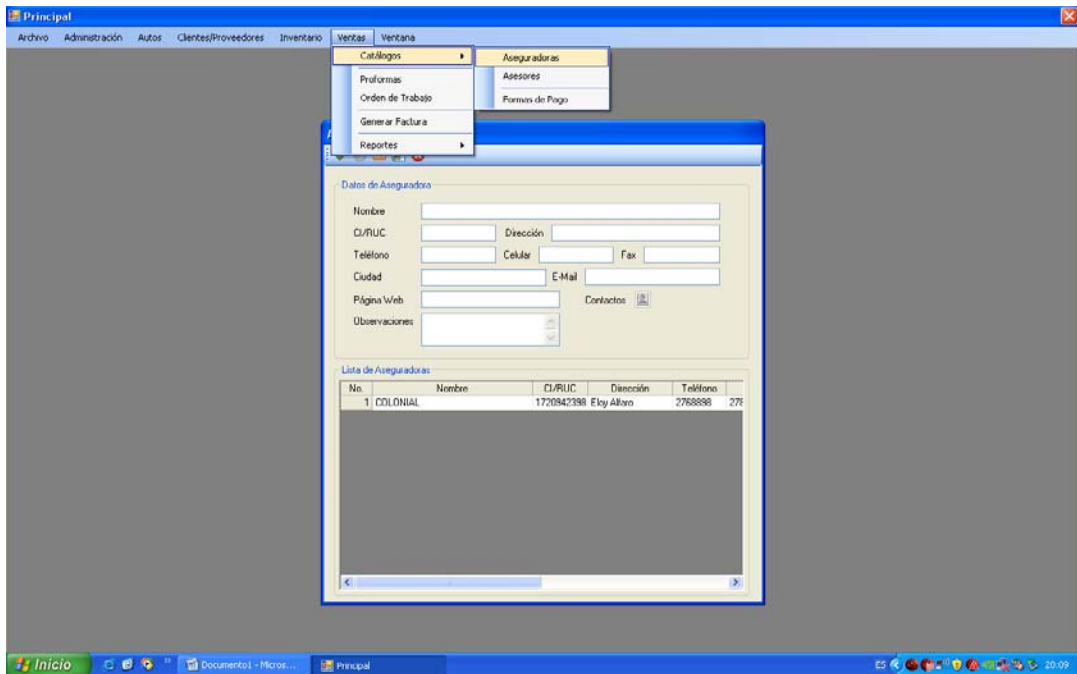 Principal
Archivo Administración Autos Clientes/Proveedores Inventario Ventas Ventana
Catálogos
Aseguradoras
Asesores
Formas de Pago
Proformas
Orden de Trabajo
Generar Factura
Reportes
Datos de Aseguradora
Nombre
CI/RUC Dirección
Teléfono Celular Fax
Ciudad E-Mail
Página Web Contactos
Observaciones
Lista de Aseguradoras
No. Nombre CI/RUC Dirección Teléfono
1 COLONIAL 1720942398 Eloy Alfaro 2768898
Inicio Documento1 - Micros... Principal ES 20:09